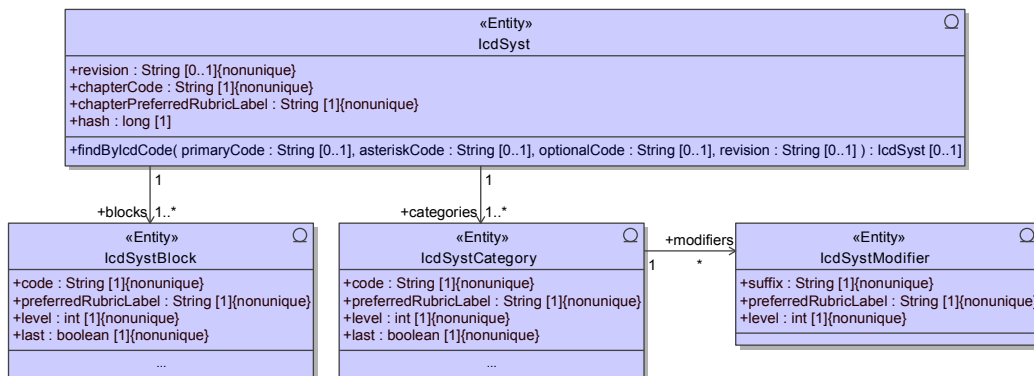 «Entity»
IcdSyst
+revision : String [0..1]{nonunique}
+chapterCode : String [1]{nonunique}
+chapterPreferredRubricLabel : String [1]{nonunique}
+hash : long [1]
+findByIcdCode( primaryCode : String [0..1], asteriskCode : String [0..1], optionalCode : String [0..1], revision : String [0..1] ) : IcdSyst [0..1]
1
+blocks 1..*
1
+categories 1..*
«Entity»
IcdSystBlock
+code : String [1]{nonunique}
+preferredRubricLabel : String [1]{nonunique}
+level : int [1]{nonunique}
+last : boolean [1]{nonunique}
...
«Entity»
IcdSystCategory
+code : String [1]{nonunique}
+preferredRubricLabel : String [1]{nonunique}
+level : int [1]{nonunique}
+last : boolean [1]{nonunique}
...
+modifiers
1 *
«Entity»
IcdSystModifier
+suffix : String [1]{nonunique}
+preferredRubricLabel : String [1]{nonunique}
+level : int [1]{nonunique}